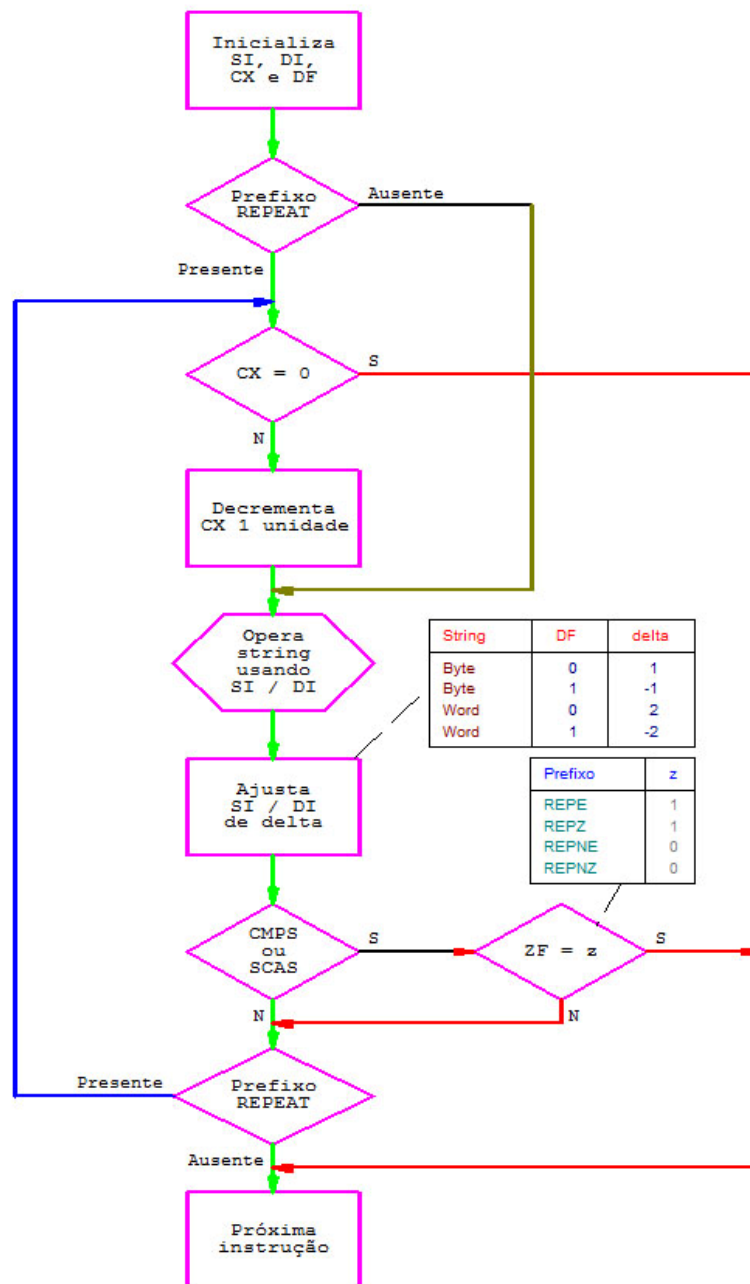 Inicializa
SI, DI,
CX e DF
Prefixo
REPEAT
Ausente
Presente
CX = 0
S
N
Decrementa
CX 1 unidade
Opera
string
usando
SI / DI
String DF delta
Byte 0 1
Byte 1 -1
Word 0 2
Word 1 -2
Ajusta
SI / DI
de delta
Prefixo z
REPE 1
REPZ 1
REPNE 0
REPNZ 0
CMPS
ou
SCAS
S
ZF = z
S
N
N
Presente
Prefixo
REPEAT
Ausente
Próxima
instrução